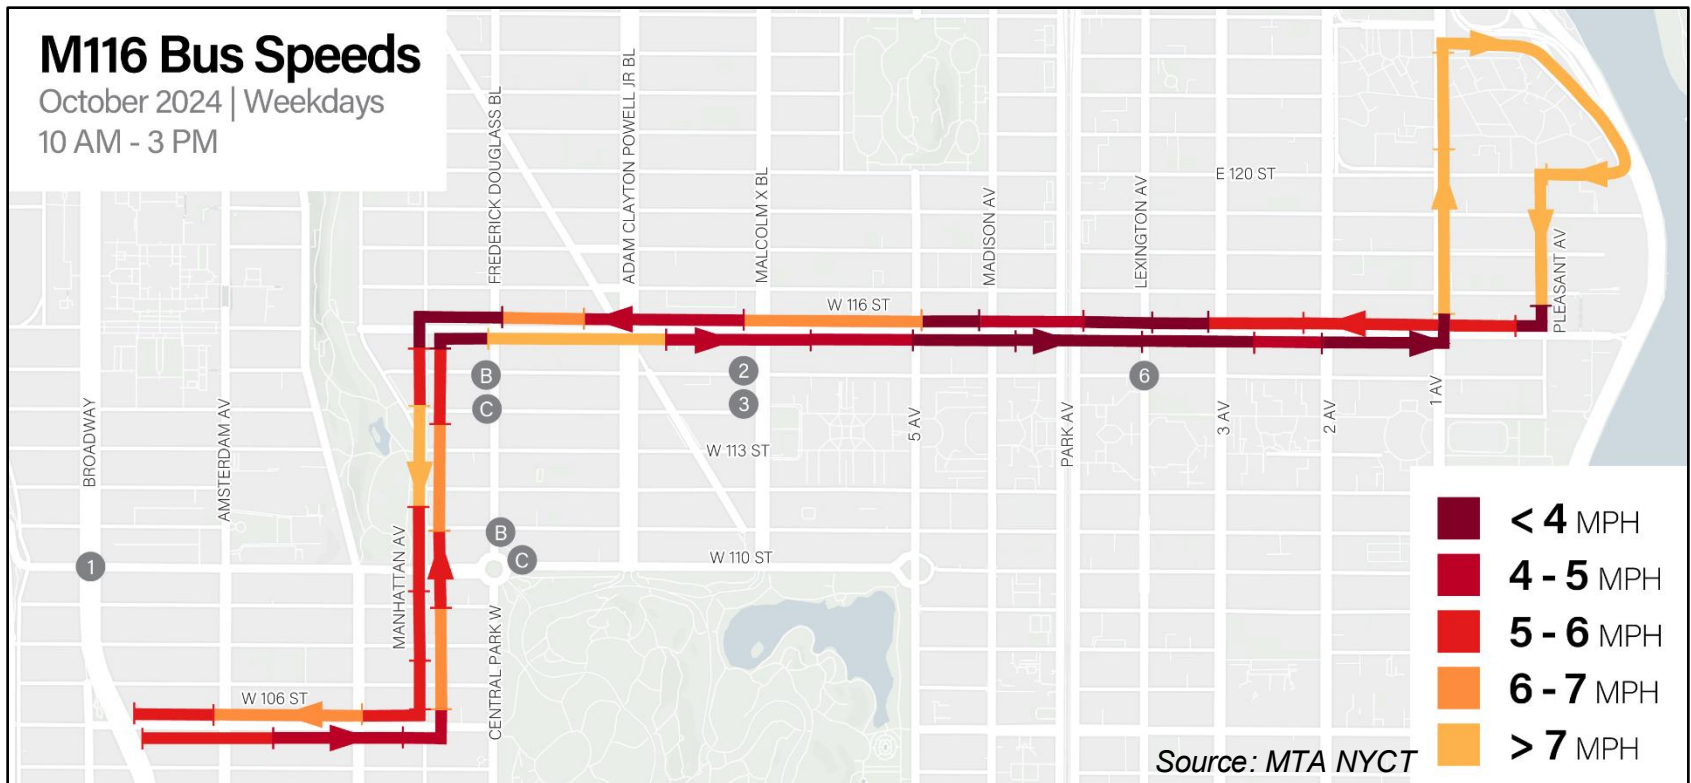 M116 Bus Speeds
October 2024 | Weekdays
10 AM - 3 PM
FREDERICK DOUGLASS BL
ADAM CLAYTON POWELL JR BL
MALCOLM X BL
MADISON AV
LEXINGTON AV
E 120 ST
PLEASANT AV
W 116 ST
B
C
2
3
6
BROADWAY
AMSTERDAM AV
W 113 ST
5 AV
PARK AV
3 AV
2 AV
1 AV
MANHATTAN AV
B
C
1
W 110 ST
CENTRAL PARK W
W 106 ST
< 4 MPH
4 - 5 MPH
5 - 6 MPH
6 - 7 MPH
> 7 MPH
Source: MTA NYCT